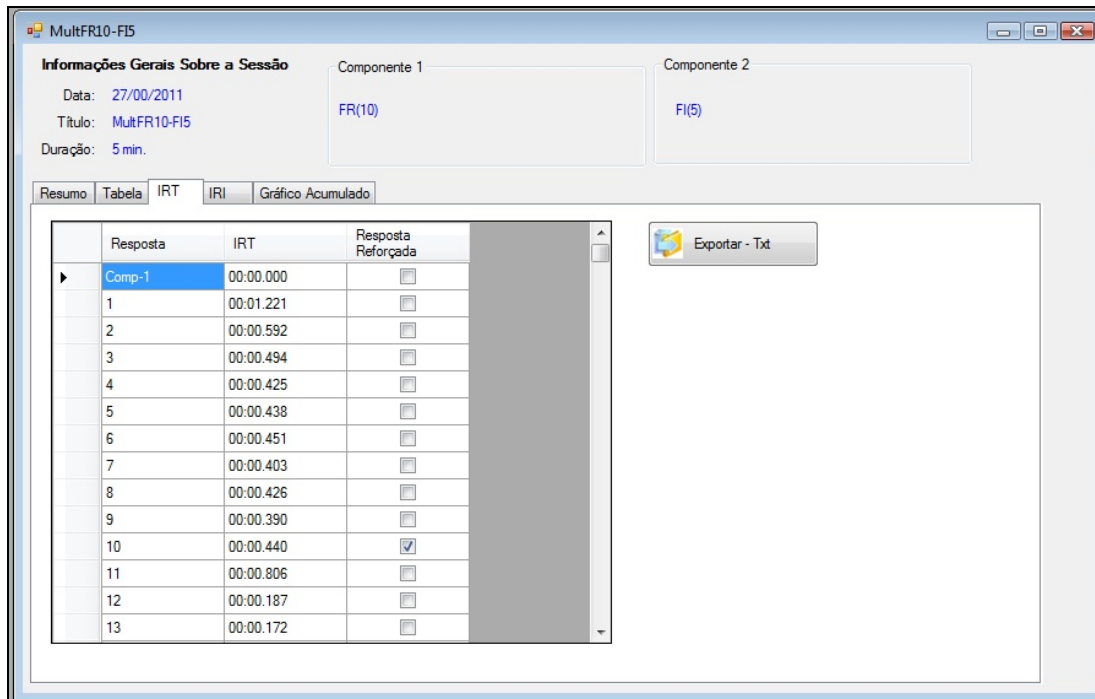 MultFR10-FI5
Informações Gerais Sobre a Sessão
Data: 27/00/2011
Título: MultFR10-FI5
Duração: 5 min.
Componente 1
FR(10)
Componente 2
FI(5)
Resumo Tabela IRT IRI Gráfico Acumulado
Resposta IRT Resposta Reforçada
Comp-1 00:00.000
1 00:01.221
2 00:00.592
3 00:00.494
4 00:00.425
5 00:00.438
6 00:00.451
7 00:00.403
8 00:00.426
9 00:00.390
10 00:00.440
11 00:00.806
12 00:00.187
13 00:00.172
Exportar - Txt